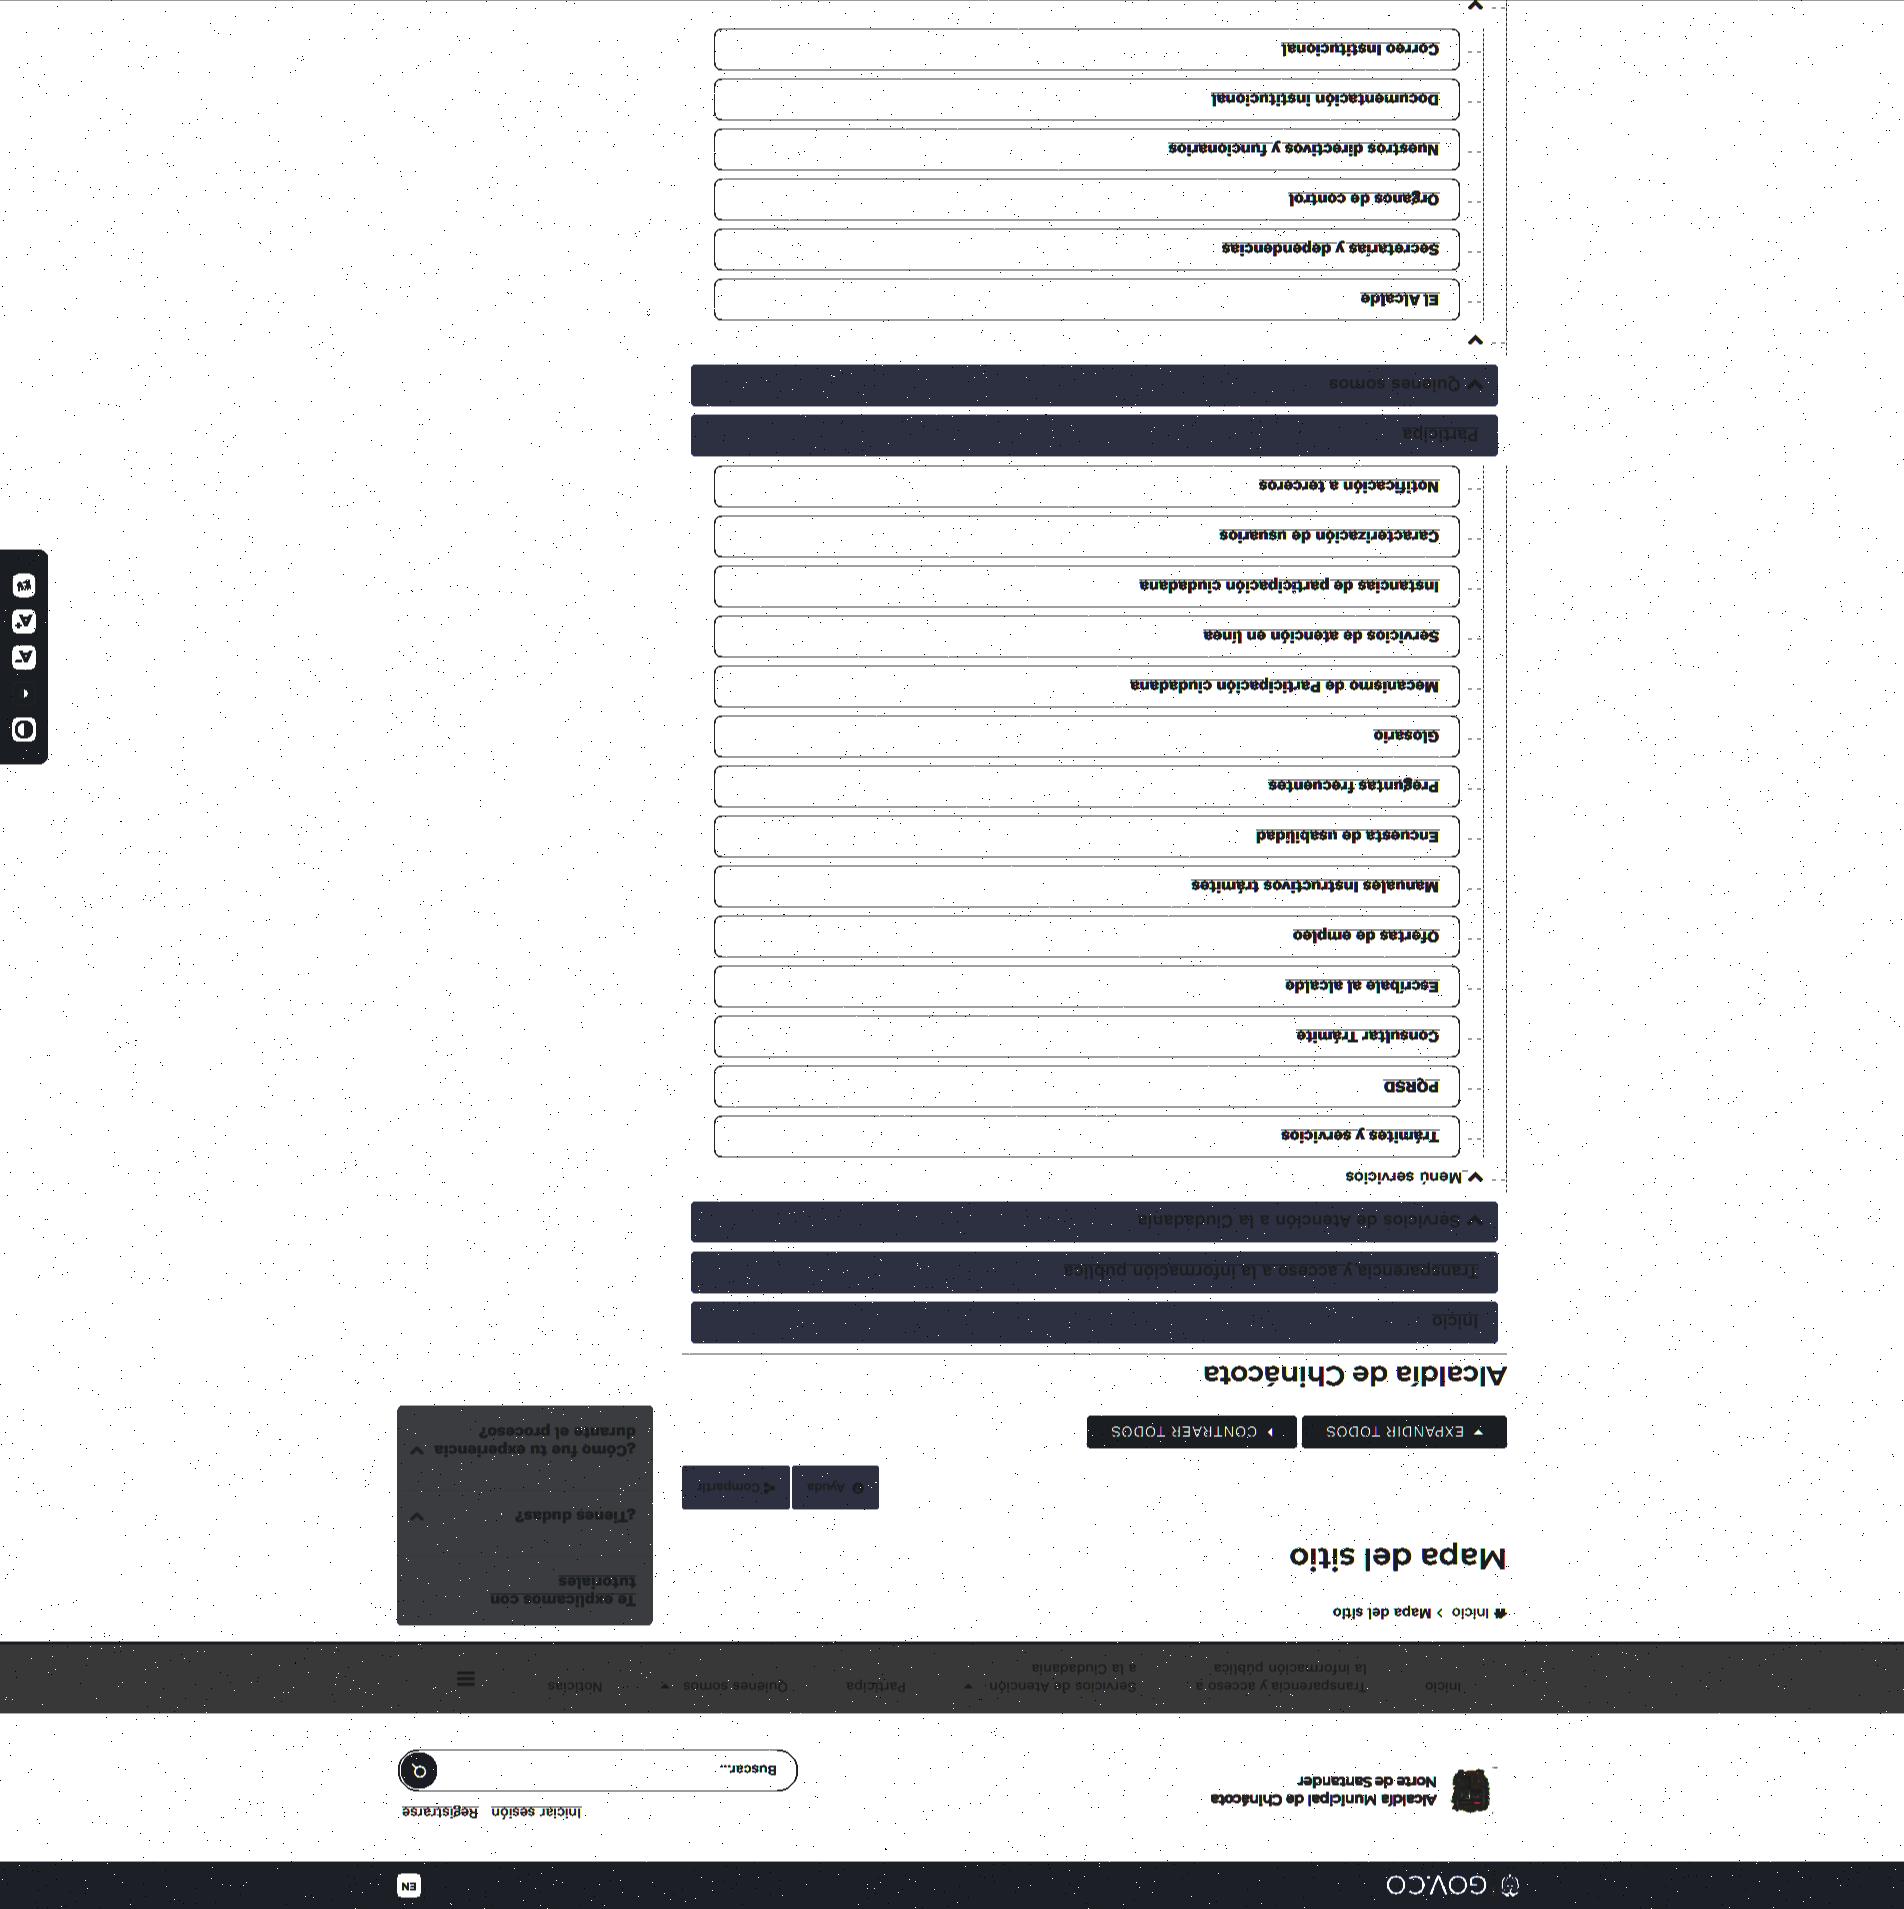 GOV.CO
EN
Alcaldía Municipal de Chinácota
Norte de Santander
Iniciar sesión Registrarse
Buscar...
Inicio
Transparencia y acceso a
la información pública
Servicios de Atención
a la Ciudadanía
Participa
Quiénes somos
Noticias
Inicio > Mapa del sitio
Mapa del sitio
Te explicamos con
tutoriales
¿Tienes dudas?
¿Cómo fue tu experiencia
durante el proceso?
Ayuda
Compartir
EXPANDIR TODOS
CONTRAER TODOS
Alcaldía de Chinácota
Inicio
Transparencia y acceso a la información pública
Servicios de Atención a la Ciudadanía
Menú servicios
Trámites y servicios
PQRSD
Consultar Trámite
Escríbale al alcalde
Ofertas de empleo
Manuales Instructivos trámites
Encuesta de usabilidad
Preguntas frecuentes
Glosario
Mecanismo de Participación ciudadana
Servicios de atención en línea
Instancias de participación ciudadana
Caracterización de usuarios
Notificación a terceros
Participa
Quiénes somos
El Alcalde
Secretarías y dependencias
Órganos de control
Nuestros directivos y funcionarios
Documentación institucional
Correo Institucional
A-
A+